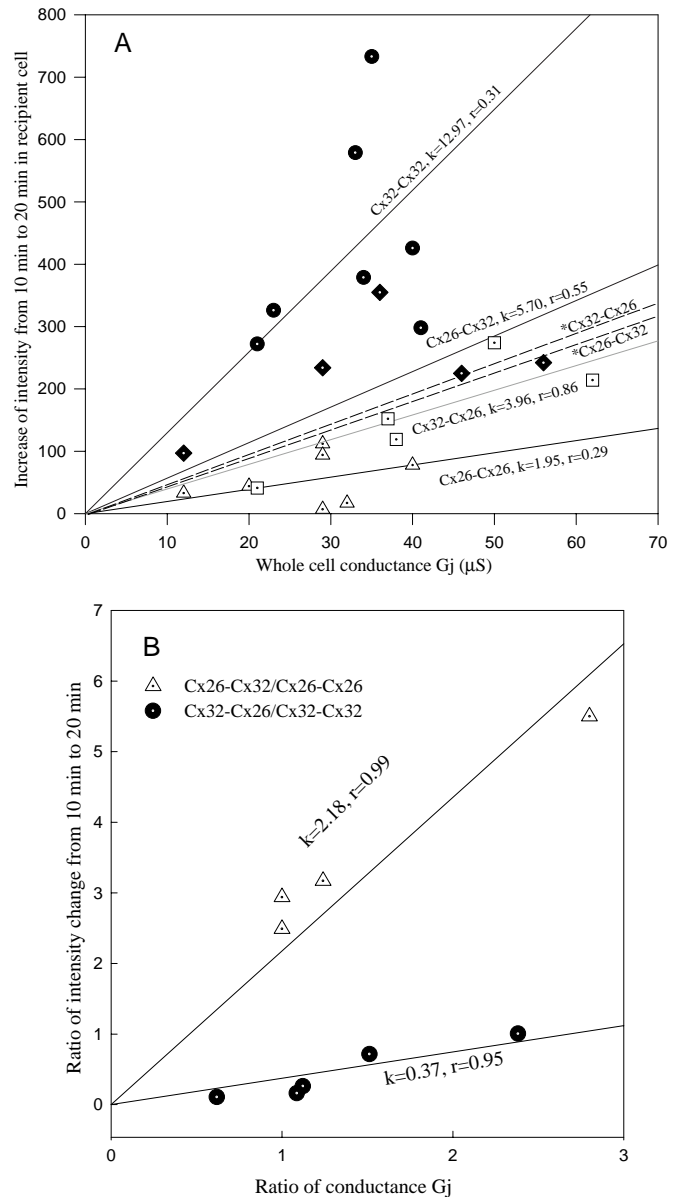 A
Increase of intensity from 10 min to 20 min in recipient cell
800
700
600
500
400
300
200
100
0
Cx32-Cx32, k=12.97, r=0.31
Cx26-Cx32, k=5.70, r=0.55
*Cx32-Cx26
*Cx26-Cx32
Cx32-Cx26, k=3.96, r=0.86
Cx26-Cx26, k=1.95, r=0.29
0 10 20 30 40 50 60 70
Whole cell conductance Gj (µS)
B
Ratio of intensity change from 10 min to 20 min
7
6
5
4
3
2
1
0
Cx26-Cx32/Cx26-Cx26
Cx32-Cx26/Cx32-Cx32
k=2.18, r=0.99
k=0.37, r=0.95
0 1 2 3
Ratio of conductance Gj